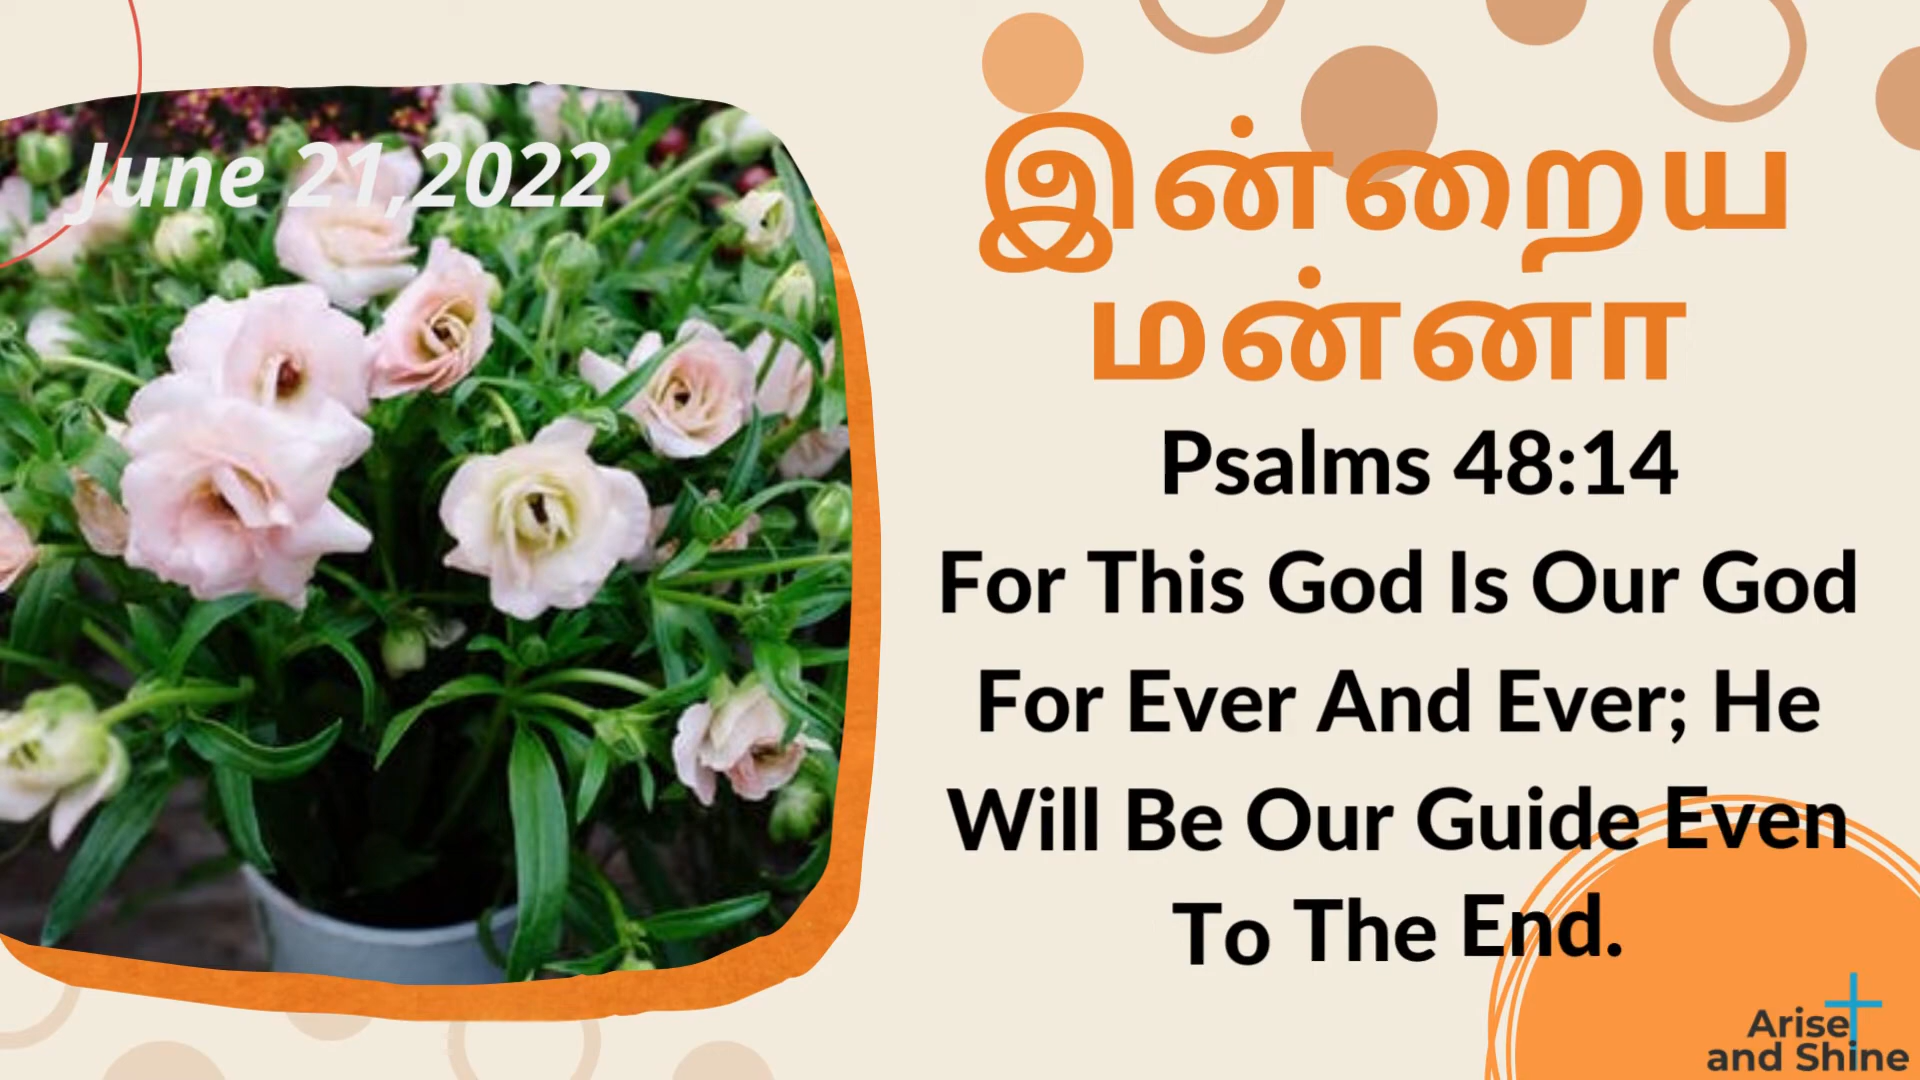 June 21,2022
இன்றைய
மன்னா
Psalms 48:14
For This God Is Our God
For Ever And Ever; He
Will Be Our Guide Even
To The End.
Arise
and Shine